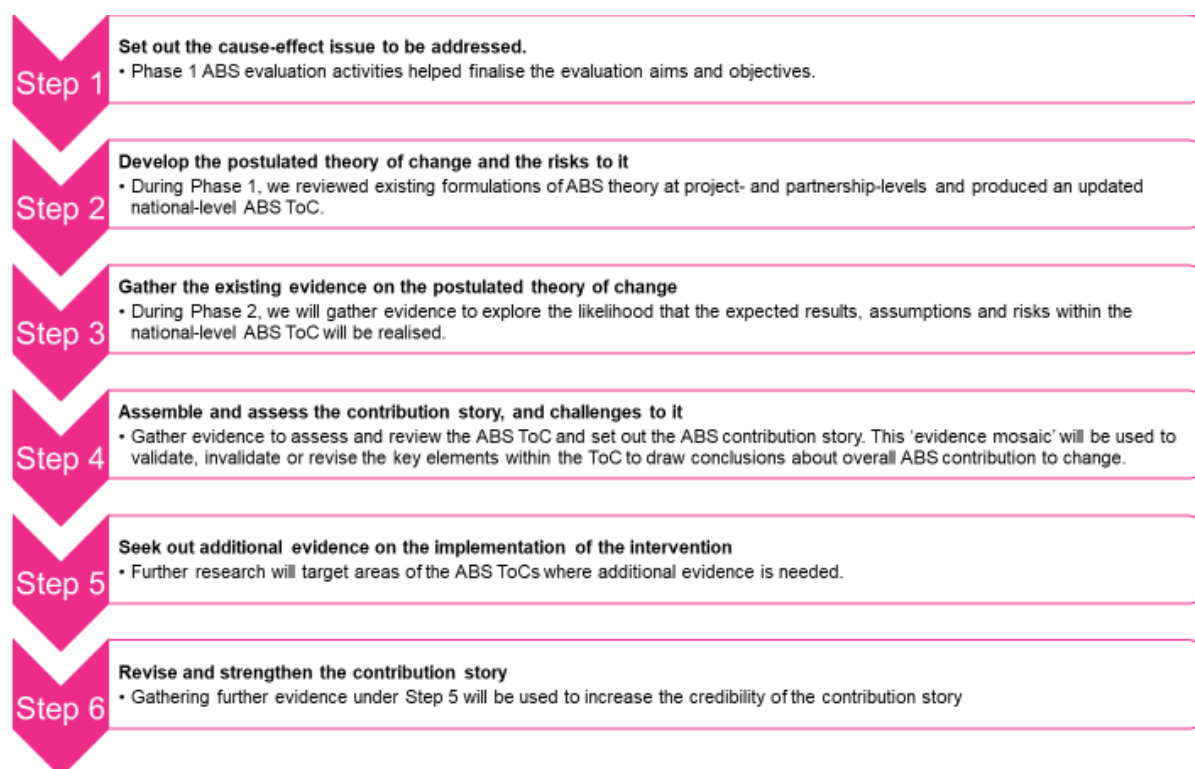 Step 1
Set out the cause-effect issue to be addressed.
• Phase 1 ABS evaluation activities helped finalise the evaluation aims and objectives.
Step 2
Develop the postulated theory of change and the risks to it
• During Phase 1, we reviewed existing formulations of ABS theory at project- and partnership-levels and produced an updated
national-level ABS ToC.
Step 3
Gather the existing evidence on the postulated theory of change
• During Phase 2, we will gather evidence to explore the likelihood that the expected results, assumptions and risks within the
national-level ABS ToC will be realised.
Step 4
Assemble and assess the contribution story, and challenges to it
• Gather evidence to assess and review the ABS ToC and set out the ABS contribution story. This ‘evidence mosaic’ will be used to
validate, invalidate or revise the key elements within the ToC to draw conclusions about overall ABS contribution to change.
Step 5
Seek out additional evidence on the implementation of the intervention
• Further research will target areas of the ABS ToCs where additional evidence is needed.
Step 6
Revise and strengthen the contribution story
• Gathering further evidence under Step 5 will be used to increase the credibility of the contribution story